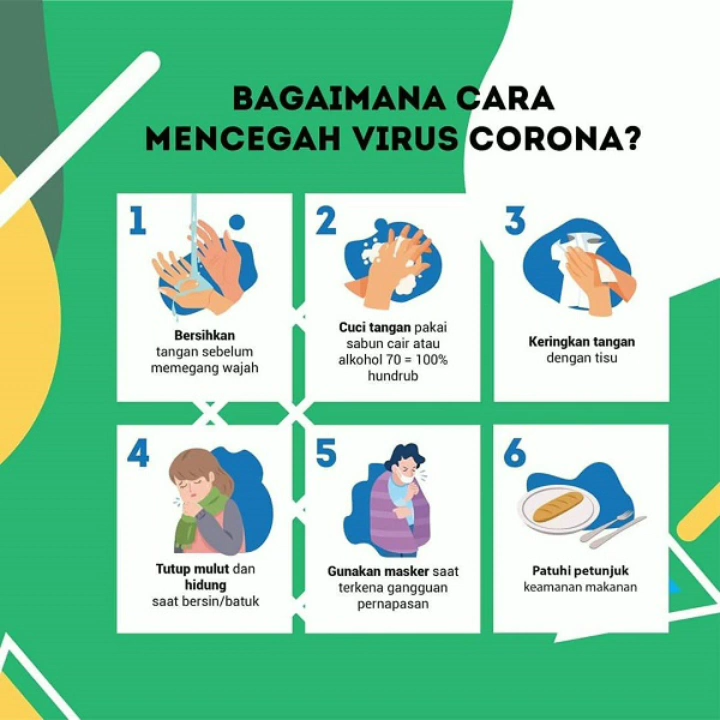 BAGAIMANA CARA
MENCEGAH VIRUS CORONA?
1
Bersihkan
tangan sebelum
memegang wajah
2
Cuci tangan pakai
sabun cair atau
alkohol 70 = 100%
hundrub
3
Keringkan tangan
dengan tisu
4
Tutup mulut dan
hidung
saat bersin/batuk
5
Gunakan masker saat
terkena gangguan
pernapasan
6
Patuhi petunjuk
keamanan makanan